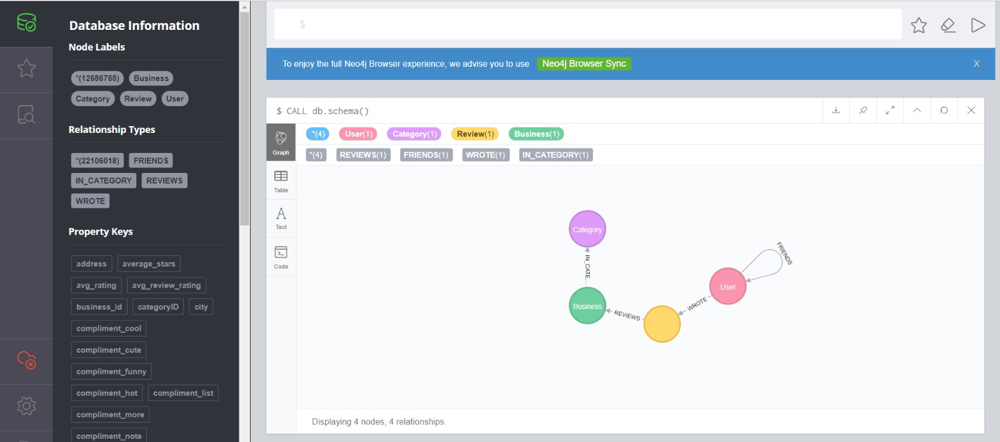 Database Information
Node Labels
*(12686765) Business
Category Review User
Relationship Types
*(22106018) FRIENDS
IN_CATEGORY REVIEWS
WROTE
Property Keys
address average_stars
avg_rating avg_review_rating
business_id categoryID city
compliment_cool
compliment_cute
compliment_funny
compliment_hot compliment_list
compliment_more
compliment_note
$
To enjoy the full Neo4j Browser experience, we advise you to use Neo4j Browser Sync X
$ CALL db.schema()
*(4) User(1) Category(1) Review(1) Business(1)
*(4) REVIEWS(1) FRIENDS(1) WROTE(1) IN_CATEGORY(1)
Graph
Table
Text
Code
Category
IN_CATE…
Business
REVIEWS
WROTE
User
FRIENDS
Displaying 4 nodes, 4 relationships.